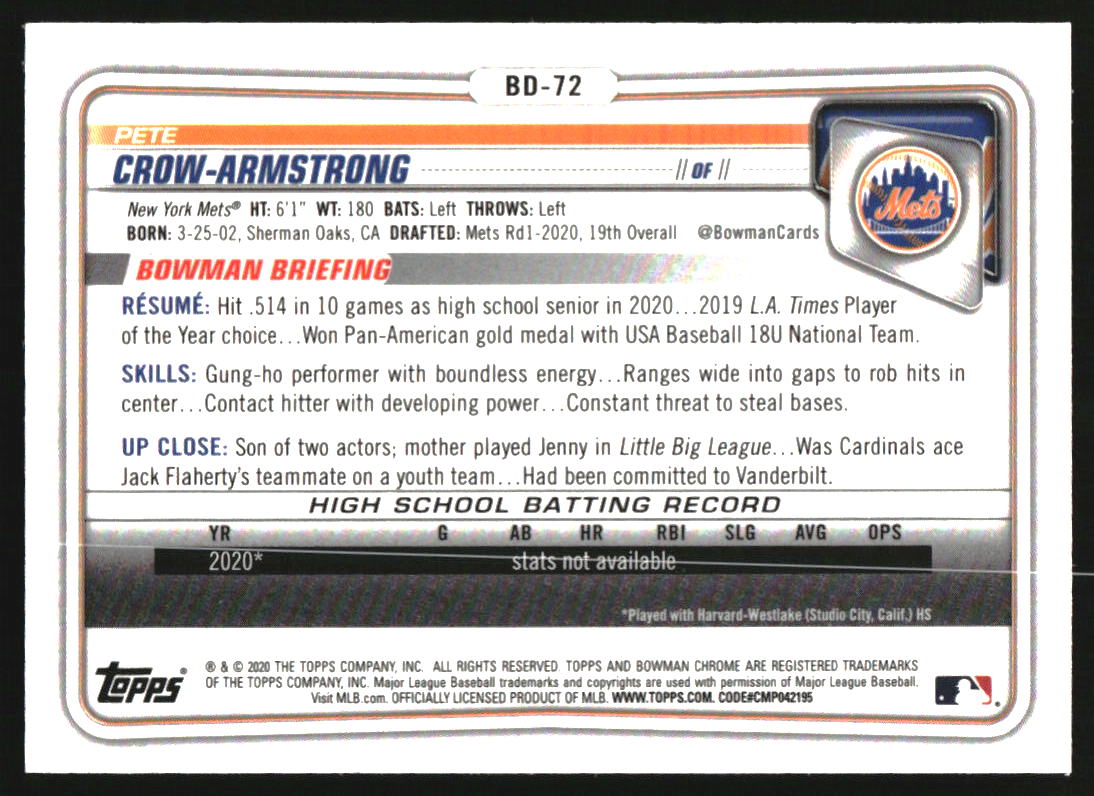 BD-72
PETE
CROW-ARMSTRONG // OF //
Mets
New York Mets® HT: 6'1" WT: 180 BATS: Left THROWS: Left
BORN: 3-25-02, Sherman Oaks, CA DRAFTED: Mets Rd1-2020, 19th Overall @BowmanCards
BOWMAN BRIEFING
RÉSUMÉ: Hit .514 in 10 games as high school senior in 2020...2019 L.A. Times Player
of the Year choice...Won Pan-American gold medal with USA Baseball 18U National Team.
SKILLS: Gung-ho performer with boundless energy...Ranges wide into gaps to rob hits in
center...Contact hitter with developing power...Constant threat to steal bases.
UP CLOSE: Son of two actors; mother played Jenny in Little Big League...Was Cardinals ace
Jack Flaherty's teammate on a youth team...Had been committed to Vanderbilt.
HIGH SCHOOL BATTING RECORD
YR G AB HR RBI SLG AVG OPS
2020* stats not available
*Played with Harvard-Westlake (Studio City, Calif.) HS
topps®
® & © 2020 THE TOPPS COMPANY, INC. ALL RIGHTS RESERVED. TOPPS AND BOWMAN CHROME ARE REGISTERED TRADEMARKS
OF THE TOPPS COMPANY, INC. Major League Baseball trademarks and copyrights are used with permission of Major League Baseball.
Visit MLB.com. OFFICIALLY LICENSED PRODUCT OF MLB. WWW.TOPPS.COM. CODE#CMP042195